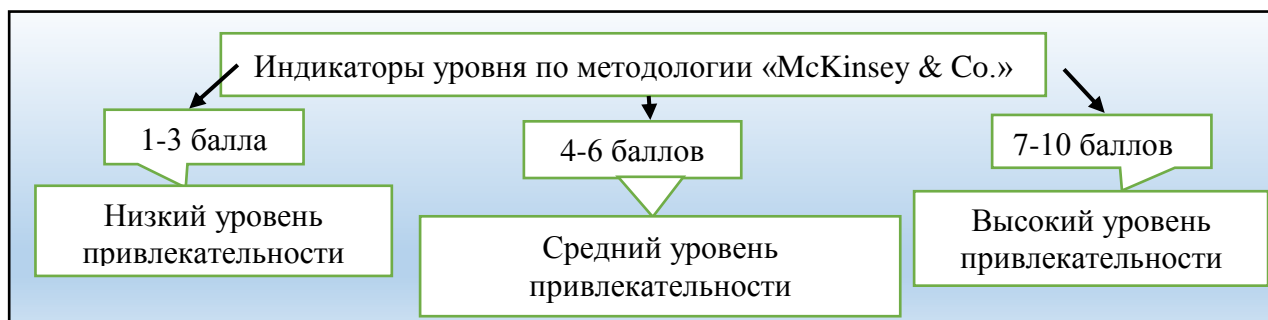 Индикаторы уровня по методологии «McKinsey & Co.»
1-3 балла
4-6 баллов
7-10 баллов
Низкий уровень
привлекательности
Средний уровень
привлекательности
Высокий уровень
привлекательности